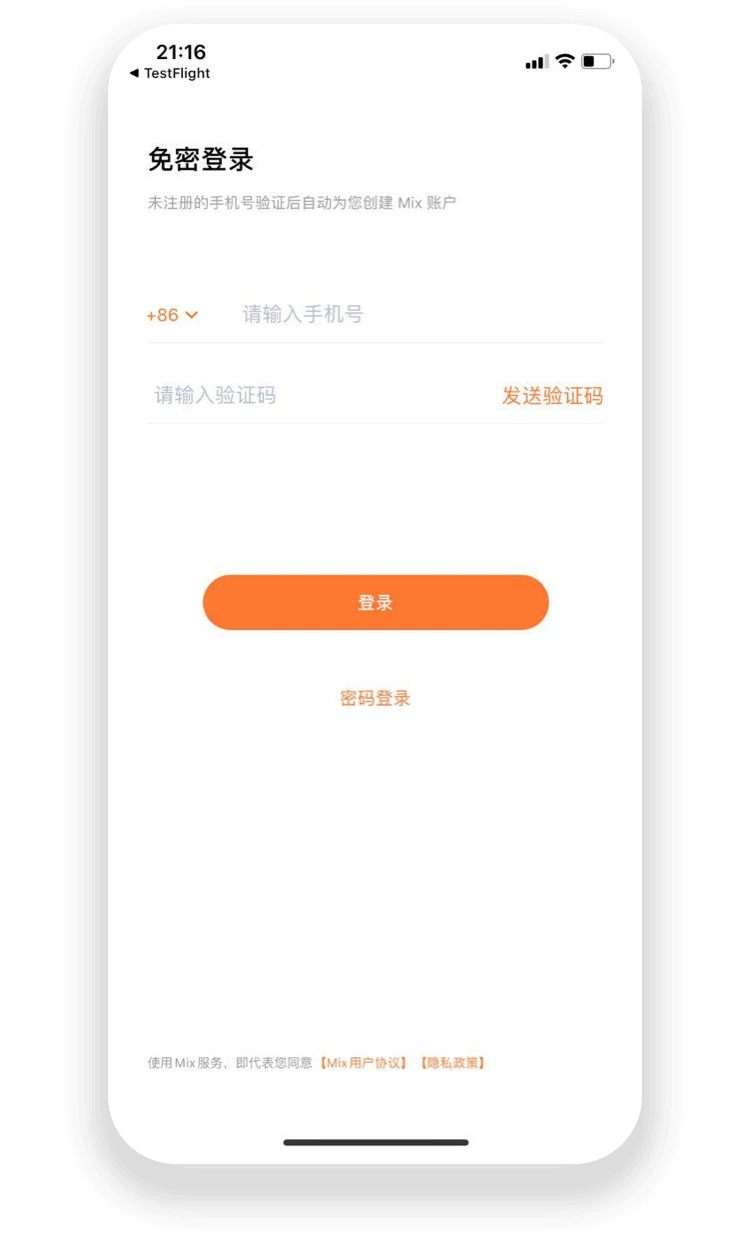 21:16
◀ TestFlight
免密登录
未注册的手机号验证后自动为您创建 Mix 账户
+86 请输入手机号
请输入验证码 发送验证码
登录
密码登录
使用Mix服务，即代表您同意【Mix用户协议】【隐私政策】